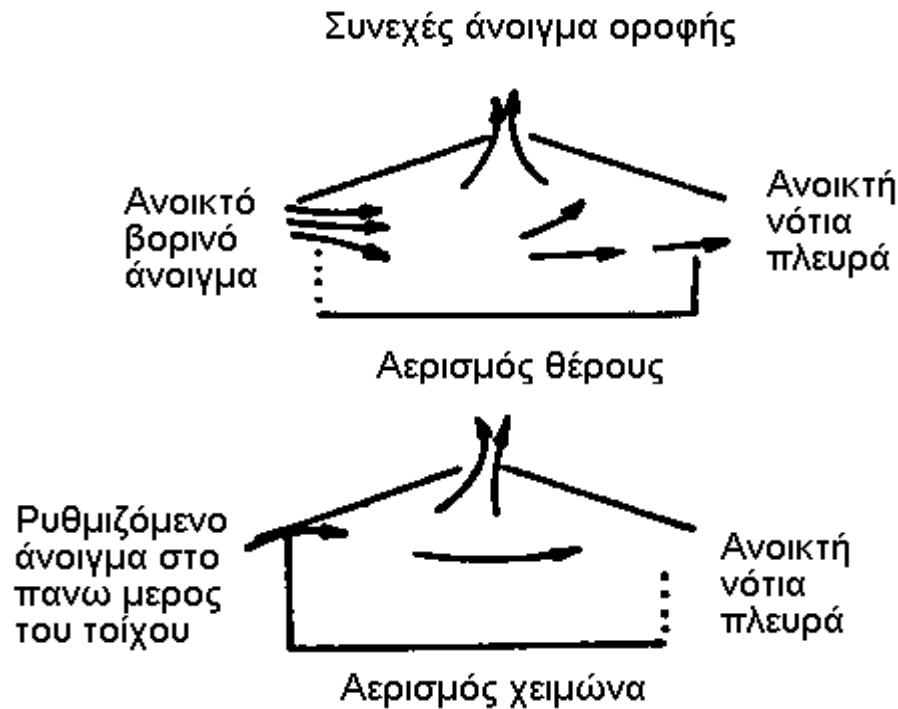 Συνεχές άνοιγμα οροφής
Ανοικτό
βορινό
άνοιγμα
Ανοικτή
νότια
πλευρά
Αερισμός θέρους
Ρυθμιζόμενο
άνοιγμα στο
πανω μερος
του τοίχου
Ανοικτή
νότια
πλευρά
Αερισμός χειμώνα